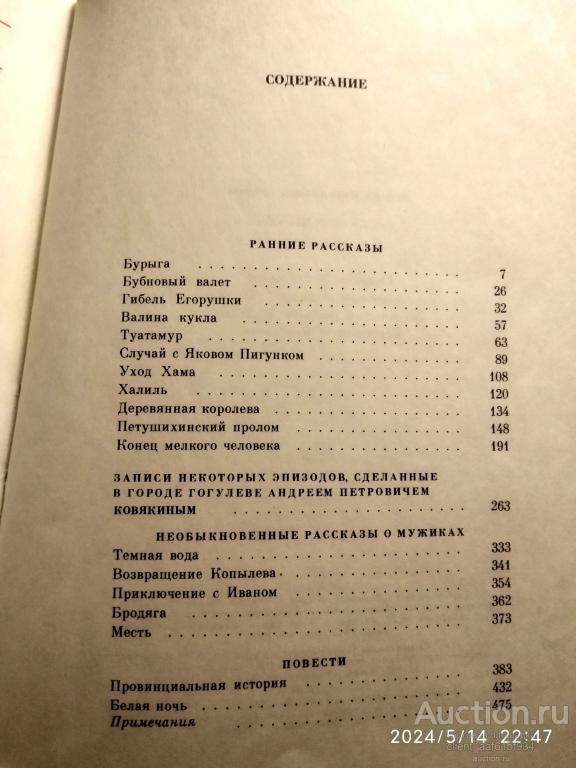 СОДЕРЖАНИЕ
РАННИЕ РАССКАЗЫ
Бурыга . . . . . . . . . . . . . . . . . . . . 7
Бубновый валет . . . . . . . . . . . . . . . . 26
Гибель Егорушки . . . . . . . . . . . . . . . 32
Валина кукла . . . . . . . . . . . . . . . . . 57
Туатамур . . . . . . . . . . . . . . . . . . . 63
Случай с Яковом Пигунком . . . . . . . . . . . 89
Уход Хама . . . . . . . . . . . . . . . . . . 108
Халиль . . . . . . . . . . . . . . . . . . . . 120
Деревянная королева . . . . . . . . . . . . . 134
Петушихинский пролом . . . . . . . . . . . . . 148
Конец мелкого человека . . . . . . . . . . . . 191
ЗАПИСИ НЕКОТОРЫХ ЭПИЗОДОВ, СДЕЛАННЫЕ
В ГОРОДЕ ГОГУЛЕВЕ АНДРЕЕМ ПЕТРОВИЧЕМ
КОВЯКИНЫМ . . . . . . . . . . . . . . . . . . 263
НЕОБЫКНОВЕННЫЕ РАССКАЗЫ О МУЖИКАХ
Темная вода . . . . . . . . . . . . . . . . . 333
Возвращение Копылева . . . . . . . . . . . . . 341
Приключение с Иваном . . . . . . . . . . . . . 354
Бродяга . . . . . . . . . . . . . . . . . . . 362
Месть . . . . . . . . . . . . . . . . . . . . 373
ПОВЕСТИ
Провинциальная история . . . . . . . . . . . . 383
Белая ночь . . . . . . . . . . . . . . . . . . 432
Примечания . . . . . . . . . . . . . . . . . . 475
Auction.ru
2024/5/14 22:47
auction.ru